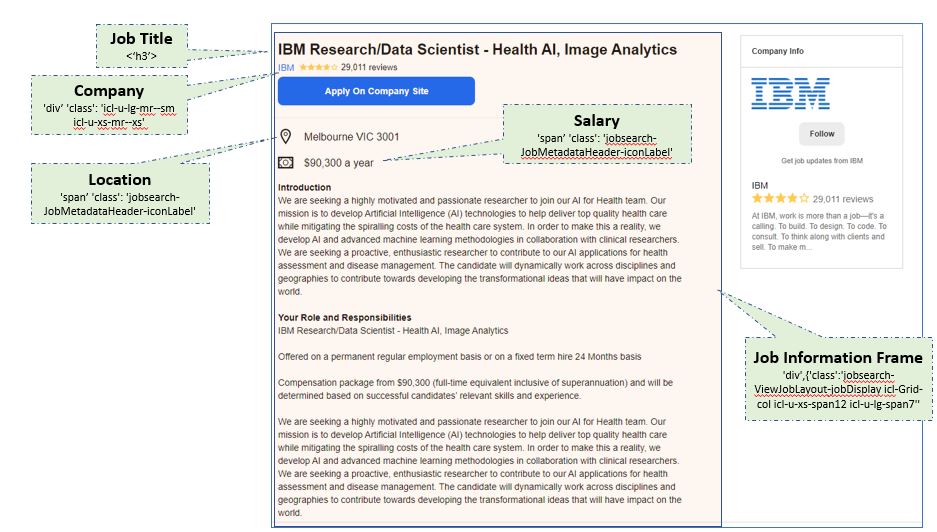 Job Title
<'h3'>
Company
'div' 'class': 'icl-u-lg-mr--sm
icl-u-xs-mr--xs'
Location
'span' 'class': 'jobsearch-
JobMetadataHeader-iconLabel'
IBM Research/Data Scientist - Health AI, Image Analytics
IBM 29,011 reviews
Apply On Company Site
Melbourne VIC 3001
$90,300 a year
Salary
'span' 'class': 'jobsearch-
JobMetadataHeader-iconLabel'
Introduction
We are seeking a highly motivated and passionate researcher to join our AI for Health team. Our
mission is to develop Artificial Intelligence (AI) technologies to help deliver top quality health care
while mitigating the spiralling costs of the health care system. In order to make this a reality, we
develop AI and advanced machine learning methodologies in collaboration with clinical researchers.
We are seeking a proactive, enthusiastic researcher to contribute to our AI applications for health
assessment and disease management. The candidate will dynamically work across disciplines and
geographies to contribute towards developing the transformational ideas that will have impact on the
world.
Your Role and Responsibilities
IBM Research/Data Scientist - Health AI, Image Analytics
Offered on a permanent regular employment basis or on a fixed term hire 24 Months basis
Compensation package from $90,300 (full-time equivalent inclusive of superannuation) and will be
determined based on successful candidates' relevant skills and experience.
We are seeking a highly motivated and passionate researcher to join our AI for Health team. Our
mission is to develop Artificial Intelligence (AI) technologies to help deliver top quality health care
while mitigating the spiralling costs of the health care system. In order to make this a reality, we
develop AI and advanced machine learning methodologies in collaboration with clinical researchers.
We are seeking a proactive, enthusiastic researcher to contribute to our AI applications for health
assessment and disease management. The candidate will dynamically work across disciplines and
geographies to contribute towards developing the transformational ideas that will have impact on the
world.
Company Info
IBM
Follow
Get job updates from IBM
IBM
29,011 reviews
At IBM, work is more than a job—it's a
calling. To build. To design. To code. To
consult. To think along with clients and
sell. To make m...
Job Information Frame
'div',{'class':'jobsearch-
ViewJobLayout-jobDisplay icl-Grid-
col icl-u-xs-span12 icl-u-lg-span7''